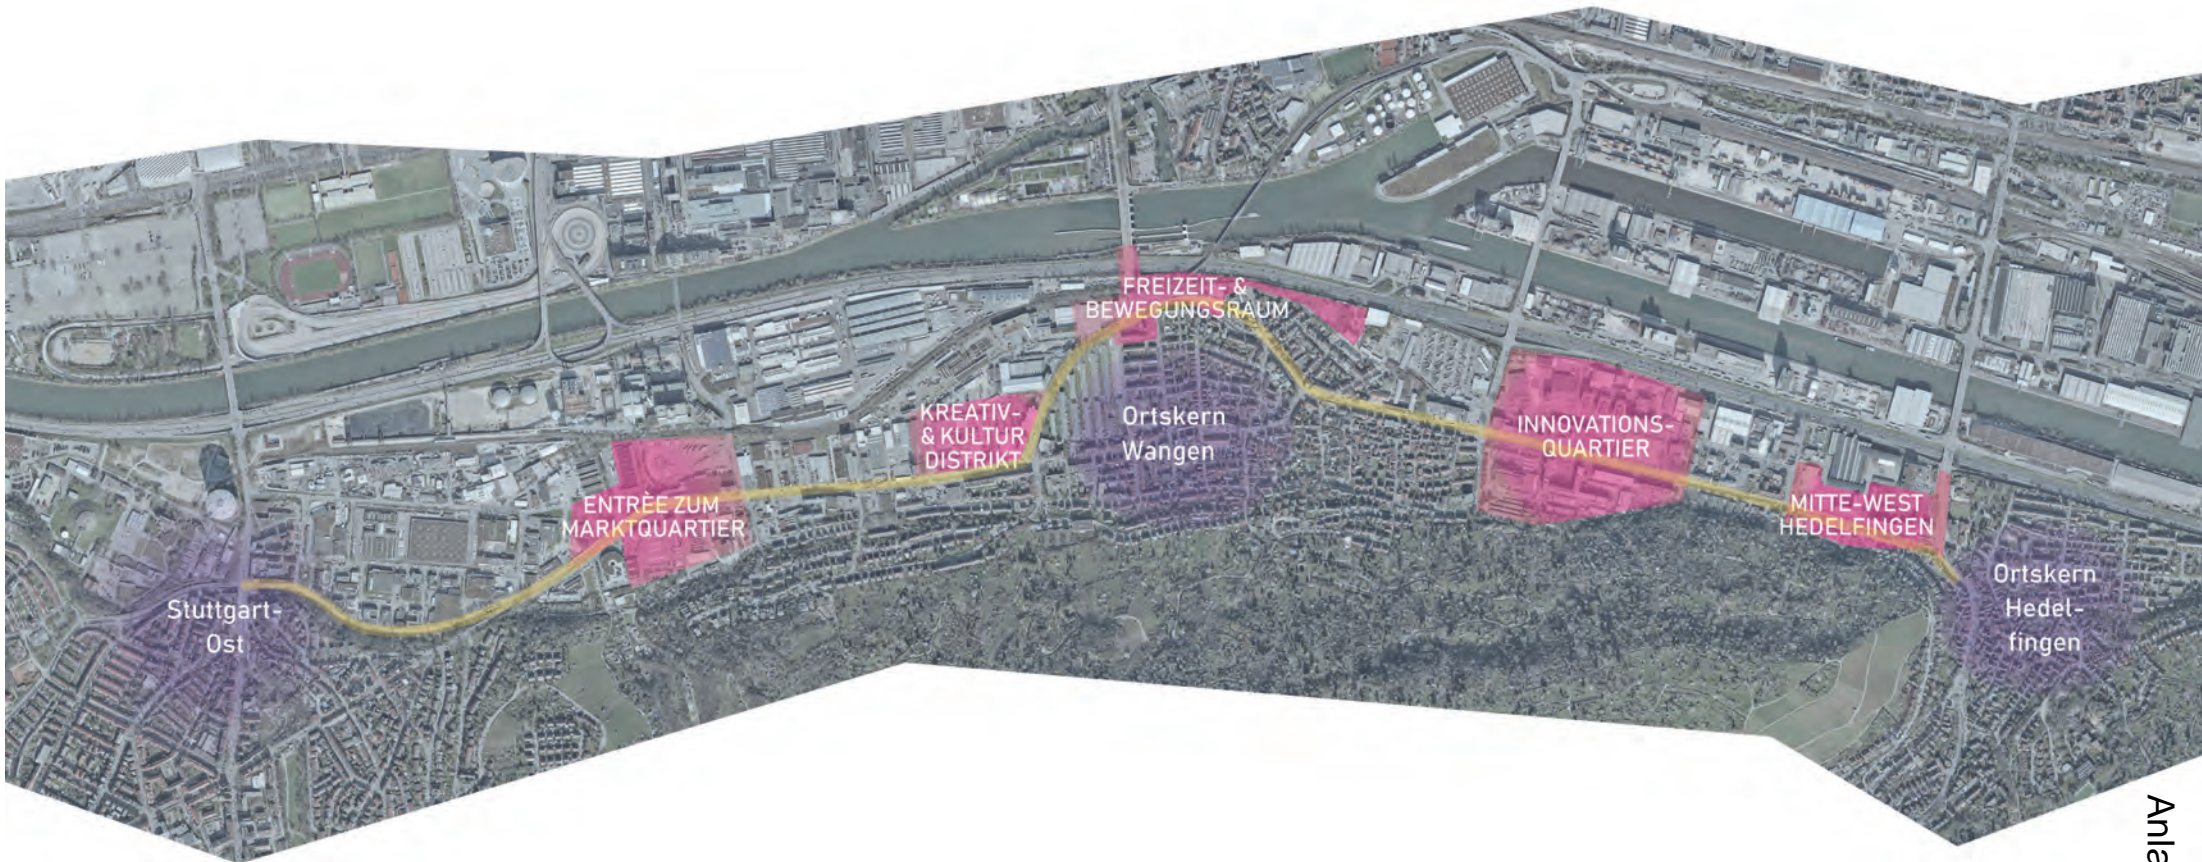 FREIZEIT- &
BEWEGUNGSRAUM
KREATIV-
& KULTUR
DISTRIKT
Ortskern
Wangen
INNOVATIONS-
QUARTIER
ENTRÈE ZUM
MARKTQUARTIER
MITTE-WEST
HEDELFINGEN
Stuttgart-
Ost
Ortskern
Hedel-
fingen